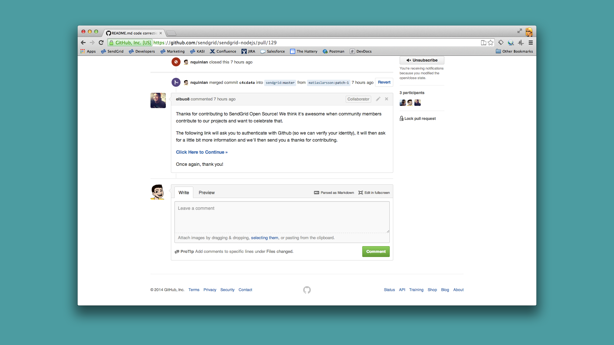 README.md code correctio
GitHub, Inc. [US] https://github.com/sendgrid/sendgrid-nodejs/pull/129
Apps SendGrid Developers Marketing KAD Confluence JIRA Salesforce The Hattery Postman DevDocs Other Bookmarks
nquinlan closed this 7 hours ago
nquinlan merged commit into sendgrid:master from 7 hours ago Revert
elbuo8 commented 7 hours ago Collaborator
Thanks for contributing to SendGrid Open Source! We think it's awesome when community members
contribute to our projects and want to celebrate that.
The following link will ask you to authenticate with Github (so we can verify your identity), it will then ask
for a little bit more information and we'll then send you a thanks for contributing.
Click Here to Continue »
Once again, thank you!
Write Preview Parsed as Markdown Edit in fullscreen
Leave a comment
Attach images by dragging & dropping, selecting them, or pasting from the clipboard.
ProTip Add comments to specific lines under Files changed. Comment
Unsubscribe
You're receiving notifications
because you modified the
open/close state.
3 participants
Lock pull request
© 2014 GitHub, Inc. Terms Privacy Security Contact Status API Training Shop Blog About